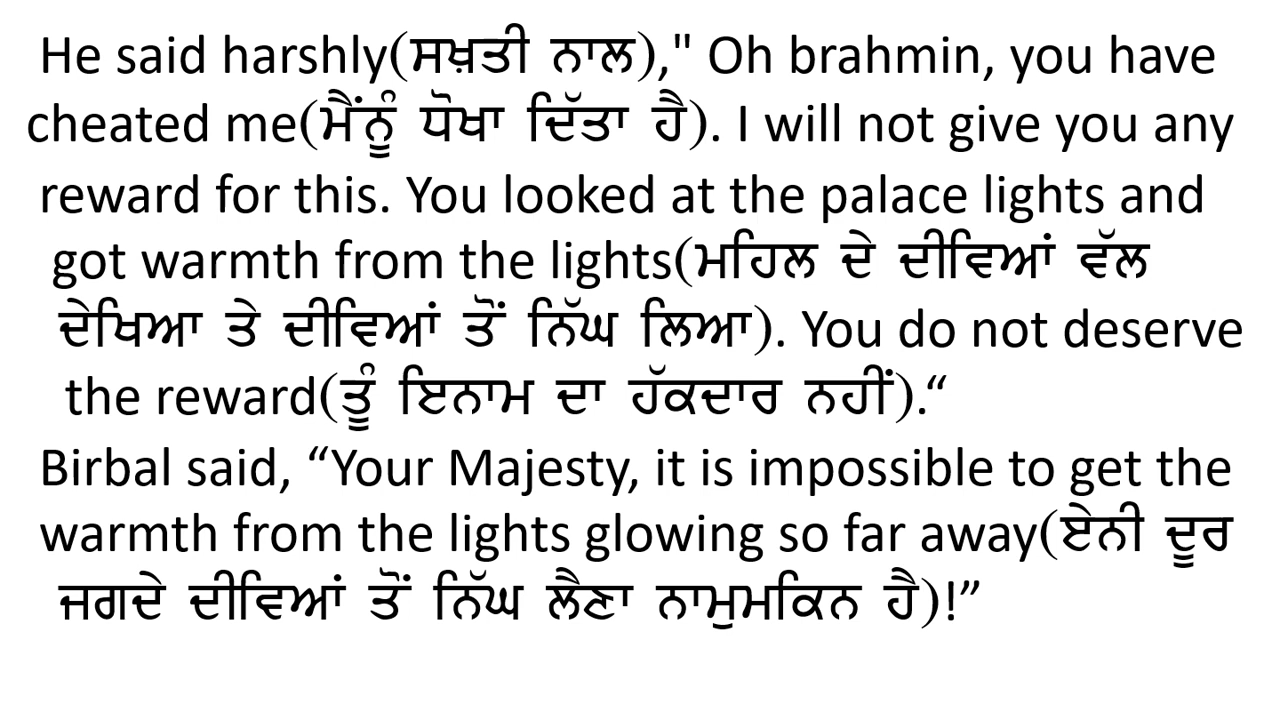 He said harshly(ਸਖ਼ਤੀ ਨਾਲ)," Oh brahmin, you have
cheated me(ਮੈਂਨੂੰ ਧੋਖਾ ਦਿੱਤਾ ਹੈ). I will not give you any
reward for this. You looked at the palace lights and
got warmth from the lights(ਮਹਿਲ ਦੇ ਦੀਵਿਆਂ ਵੱਲ
ਦੇਖਿਆ ਤੇ ਦੀਵਿਆਂ ਤੋਂ ਨਿੱਘ ਲਿਆ). You do not deserve
the reward(ਤੂੰ ਇਨਾਮ ਦਾ ਹੱਕਦਾਰ ਨਹੀਂ).“
Birbal said, “Your Majesty, it is impossible to get the
warmth from the lights glowing so far away(ਏਨੀ ਦੂਰ
ਜਗਦੇ ਦੀਵਿਆਂ ਤੋਂ ਨਿੱਘ ਲੈਣਾ ਨਾਮੁਮਕਿਨ ਹੈ)!”